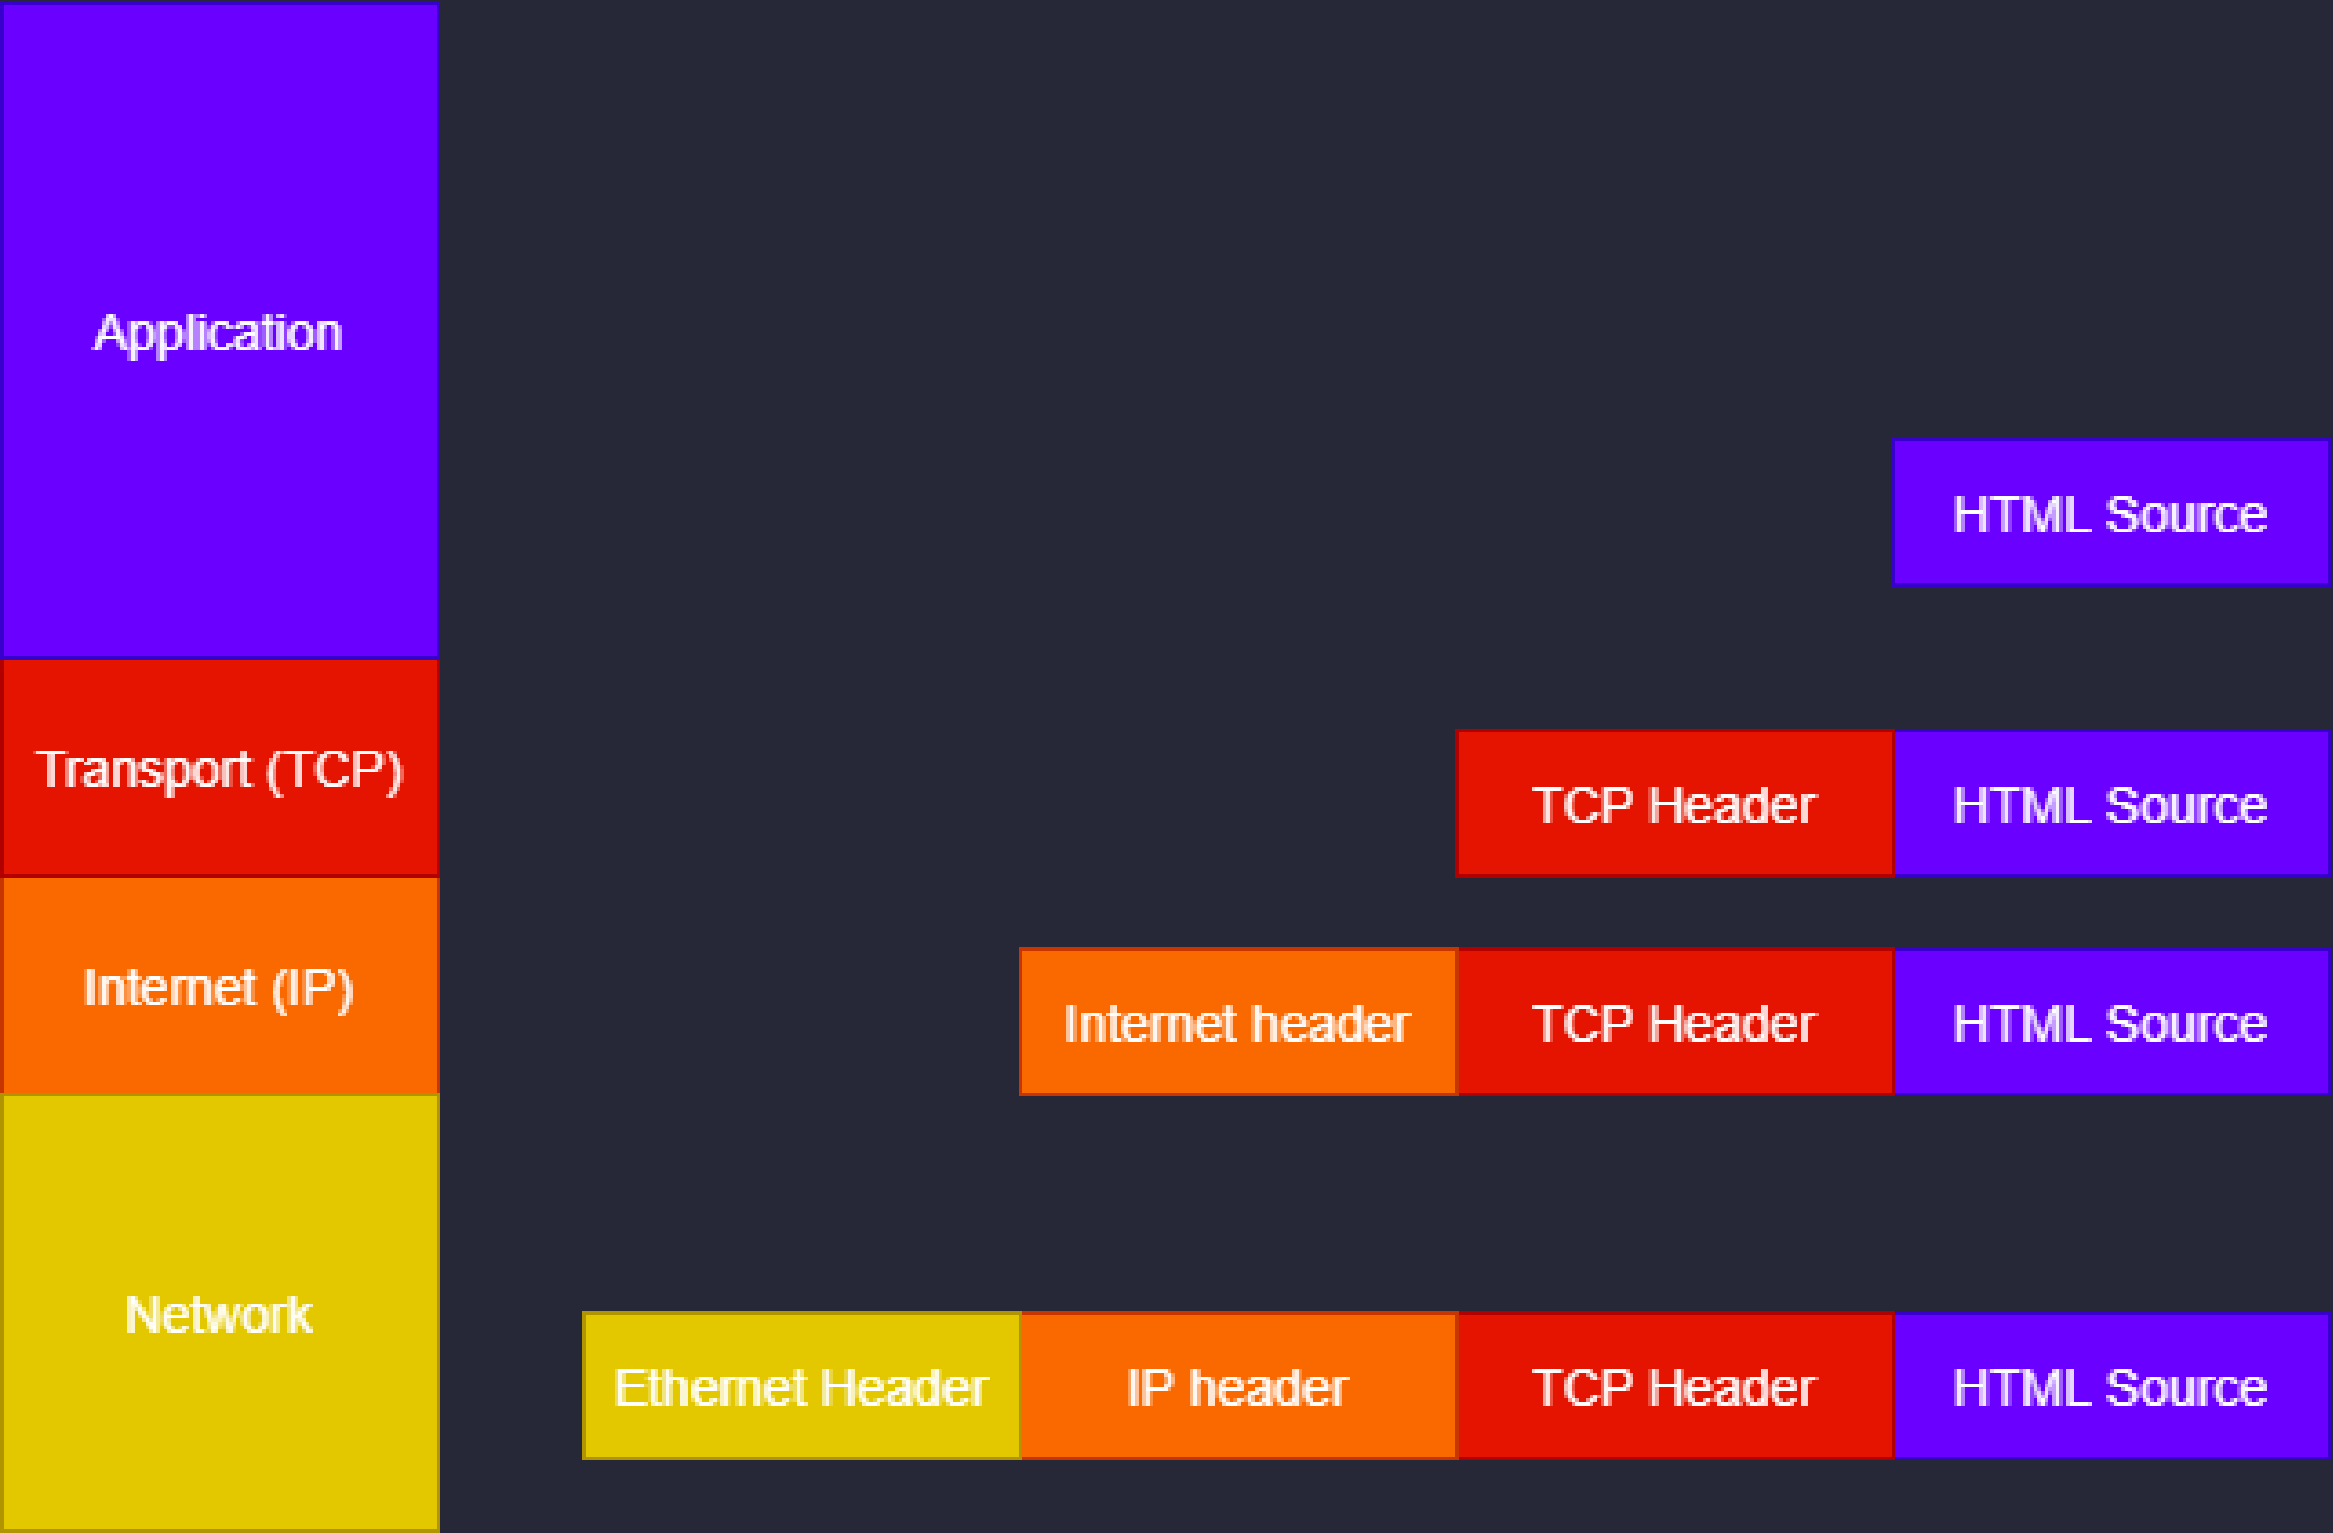 Application
HTML Source
Transport (TCP)
TCP Header
HTML Source
Internet (IP)
Internet header
TCP Header
HTML Source
Network
Ethernet Header
IP header
TCP Header
HTML Source